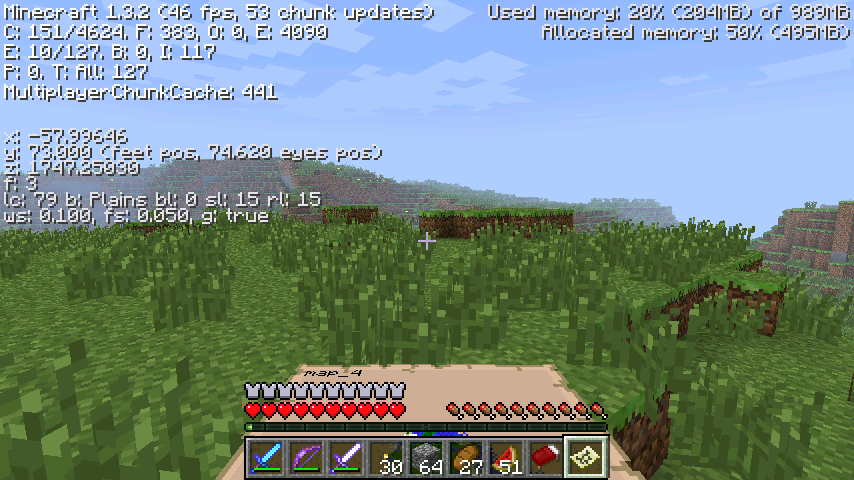 Minecraft 1.3.2 (46 fps, 53 chunk updates)
Used memory: 20% (204MB) of 989MB
C: 151/4624, F: 383, O: 0, E: 4090
Allocated memory: 50% (495MB)
E: 10/127, B: 0, I: 117
P: 0, T: All: 127
MultiplayerChunkCache: 441
x: -57.99646
y: 73.000 (feet pos, 74.620 eyes pos)
z: 1747.25030
f: 3
lc: 79 b: Plains bl: 0 sl: 15 rl: 15
ws: 0.100, fs: 0.050, g: true
map_4
30 64 27 51